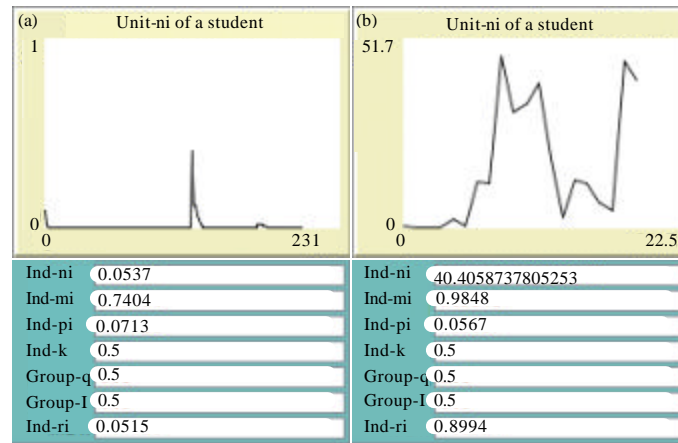 (a)
Unit-ni of a student
1
0
0
231
Ind-ni 0.0537
Ind-mi 0.7404
Ind-pi 0.0713
Ind-k 0.5
Group-q 0.5
Group-I 0.5
Ind-ri 0.0515
(b)
Unit-ni of a student
51.7
0
0
22.5
Ind-ni 40.4058737805253
Ind-mi 0.9848
Ind-pi 0.0567
Ind-k 0.5
Group-q 0.5
Group-I 0.5
Ind-ri 0.8994